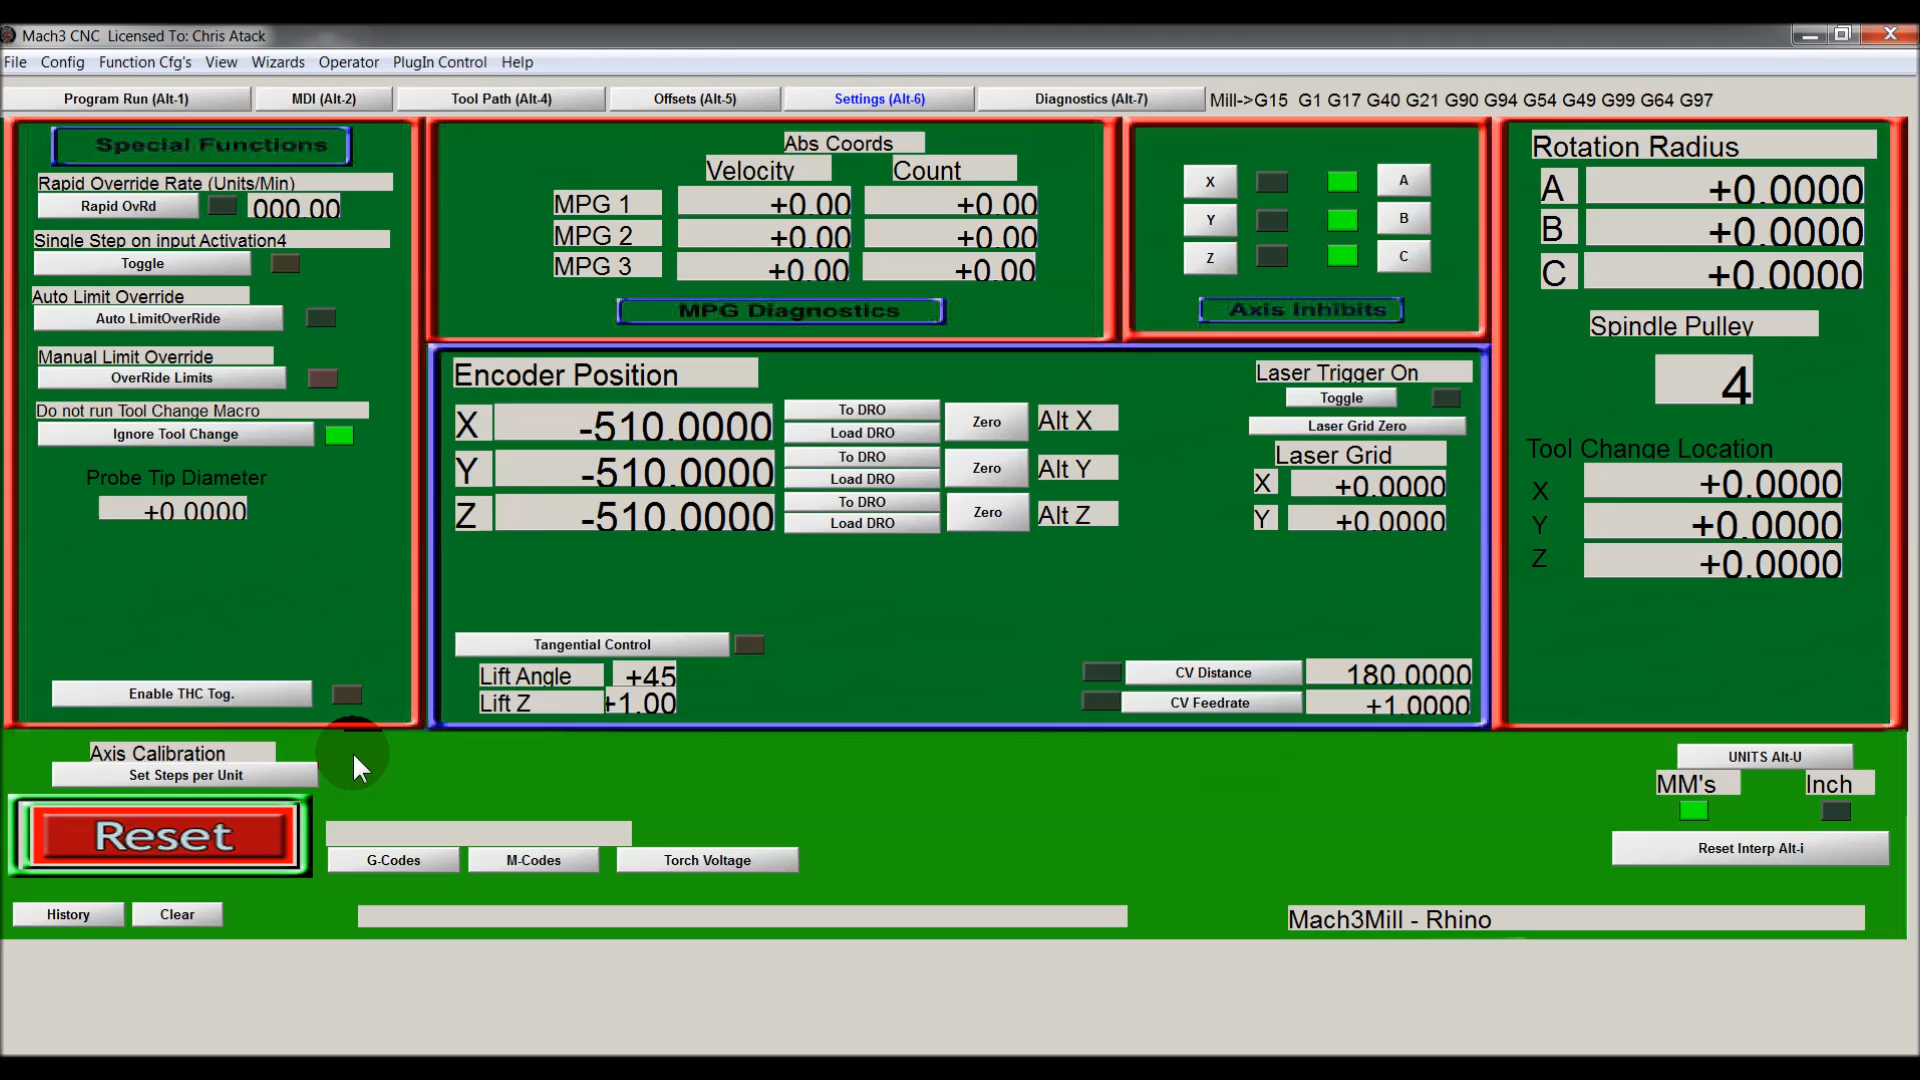 Mach3 CNC Licensed To: Chris Atack
File Config Function Cfg's View Wizards Operator PlugIn Control Help
Program Run (Alt-1) MDI (Alt-2) Tool Path (Alt-4) Offsets (Alt-5) Settings (Alt-6) Diagnostics (Alt-7) Mill->G15 G1 G17 G40 G21 G90 G94 G54 G49 G99 G64 G97
Special Functions
Rapid Override Rate (Units/Min)
Rapid OvRd 000.00
Single Step on input Activation4
Toggle
Auto Limit Override
Auto LimitOverRide
Manual Limit Override
OverRide Limits
Do not run Tool Change Macro
Ignore Tool Change
Probe Tip Diameter
+0.0000
Enable THC Tog.
Abs Coords
Velocity Count
MPG 1 +0.00 +0.00
MPG 2 +0.00 +0.00
MPG 3 +0.00 +0.00
MPG Diagnostics
X A
Y B
Z C
Axis Inhibits
Encoder Position
X -510.0000 To DRO Load DRO Zero Alt X
Y -510.0000 To DRO Load DRO Zero Alt Y
Z -510.0000 To DRO Load DRO Zero Alt Z
Laser Trigger On
Toggle
Laser Grid Zero
Laser Grid
X +0.0000
Y +0.0000
Tangential Control
Lift Angle +45
Lift Z +1.00
CV Distance 180.0000
CV Feedrate +1.0000
Rotation Radius
A +0.0000
B +0.0000
C +0.0000
Spindle Pulley
4
Tool Change Location
X +0.0000
Y +0.0000
Z +0.0000
Axis Calibration
Set Steps per Unit
Reset
G-Codes M-Codes Torch Voltage
UNITS Alt-U
MM's Inch
Reset Interp Alt-i
History Clear
Mach3Mill - Rhino